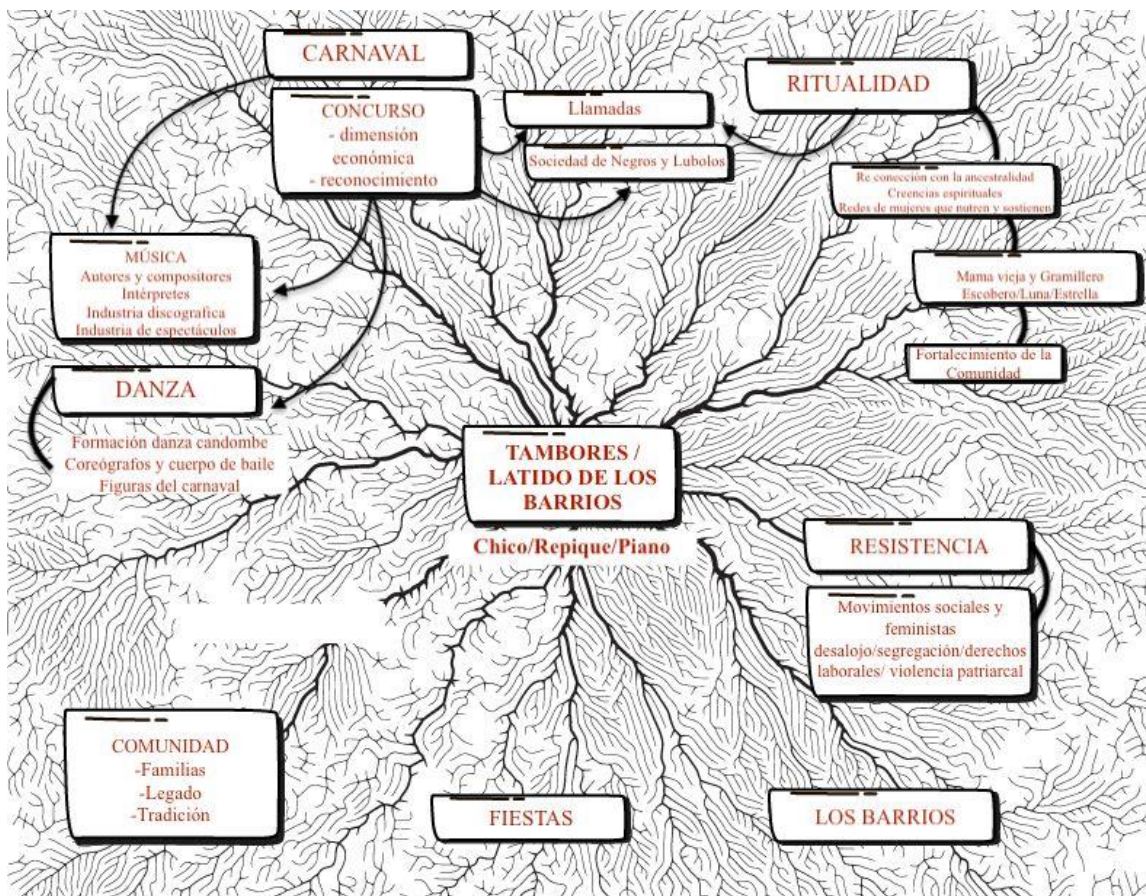 CARNAVAL
CONCURSO
- dimensión
económica
- reconocimiento
Llamadas
Sociedad de Negros y Lubolos
RITUALIDAD
Re conección con la ancestralidad
Creencias espirituales
Redes de mujeres que nutren y sostienen
Mama vieja y Gramillero
Escobero/Luna/Estrella
Fortalecimiento de la
Comunidad
MÚSICA
Autores y compositores
Intérpretes
Industria discografica
Industria de espectáculos
DANZA
Formación danza candombe
Coreógrafos y cuerpo de baile
Figuras del carnaval
TAMBORES /
LATIDO DE LOS
BARRIOS
Chico/Repique/Piano
RESISTENCIA
Movimientos sociales y
feministas
desalojo/segregación/derechos
laborales/ violencia patriarcal
COMUNIDAD
-Familias
-Legado
-Tradición
FIESTAS
LOS BARRIOS